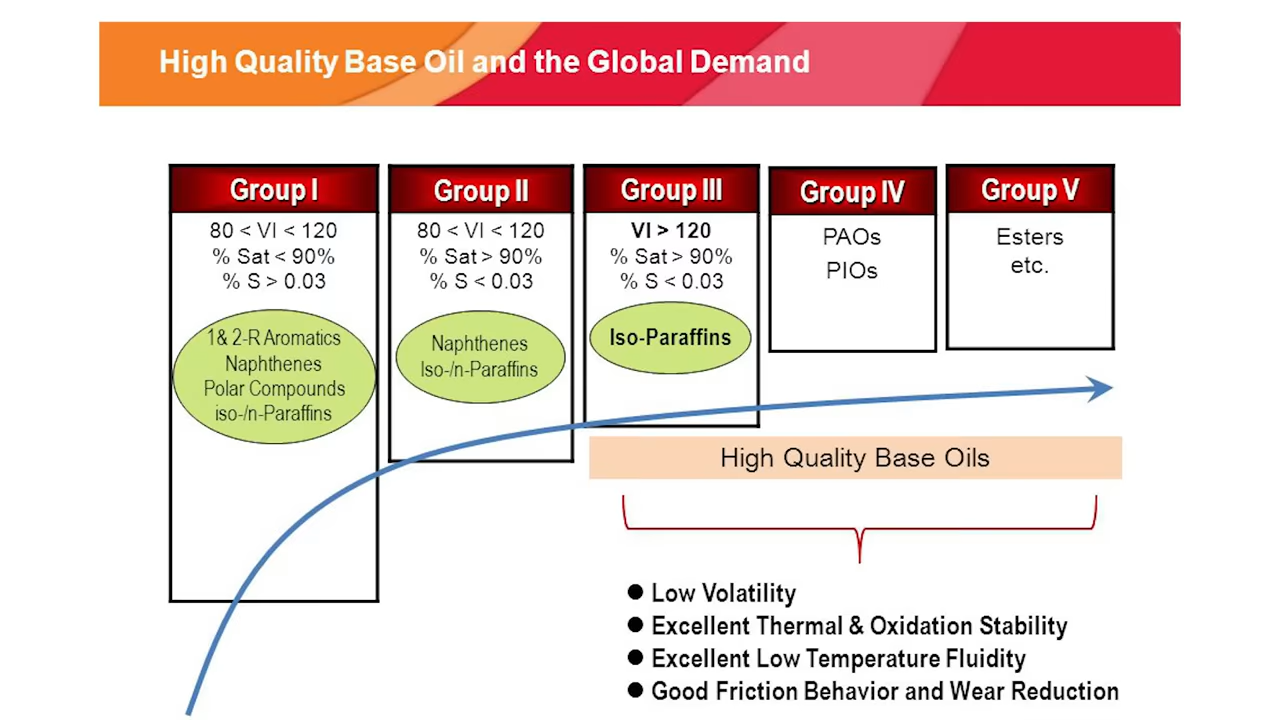 High Quality Base Oil and the Global Demand
Group I
80 < VI < 120
% Sat < 90%
% S > 0.03
1& 2-R Aromatics
Naphthenes
Polar Compounds
iso-/n-Paraffins
Group II
80 < VI < 120
% Sat > 90%
% S < 0.03
Naphthenes
Iso-/n-Paraffins
Group III
VI > 120
% Sat > 90%
% S < 0.03
Iso-Paraffins
Group IV
PAOs
PIOs
Group V
Esters
etc.
High Quality Base Oils
● Low Volatility
● Excellent Thermal & Oxidation Stability
● Excellent Low Temperature Fluidity
● Good Friction Behavior and Wear Reduction